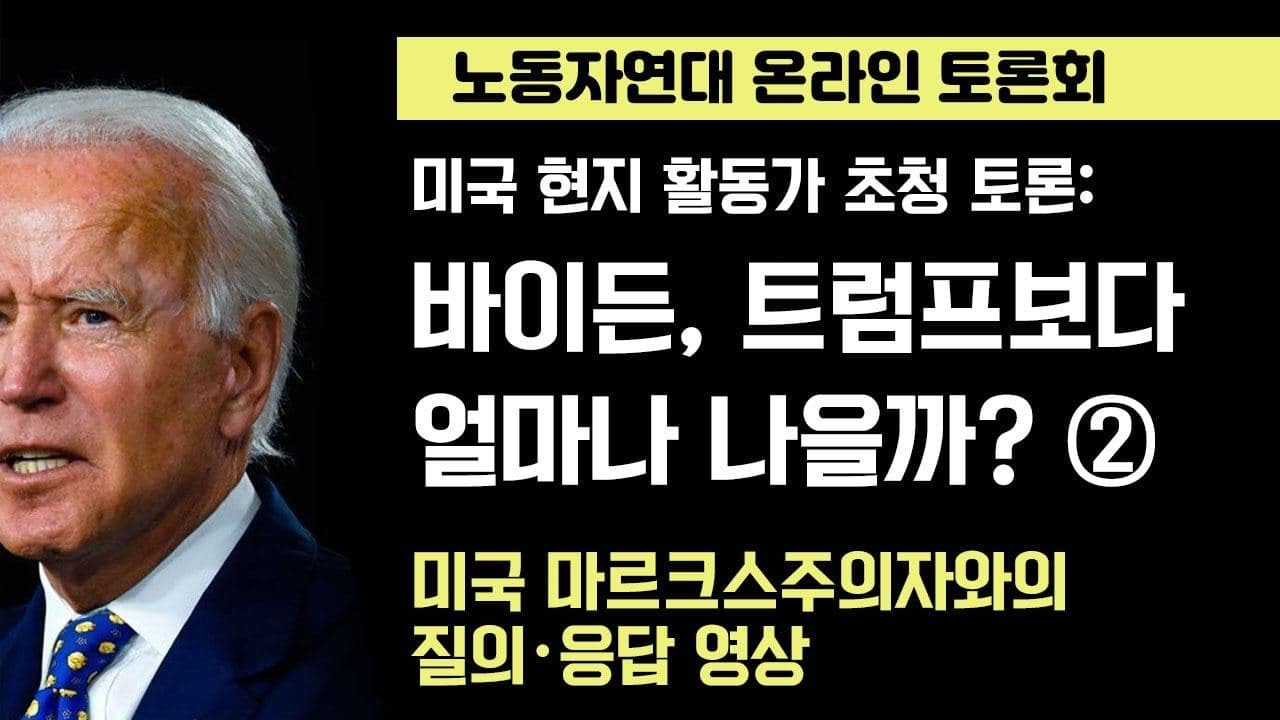 노동자연대 온라인 토론회
미국 현지 활동가 초청 토론:
바이든, 트럼프보다
얼마나 나을까? ②
미국 마르크스주의자와의
질의·응답 영상